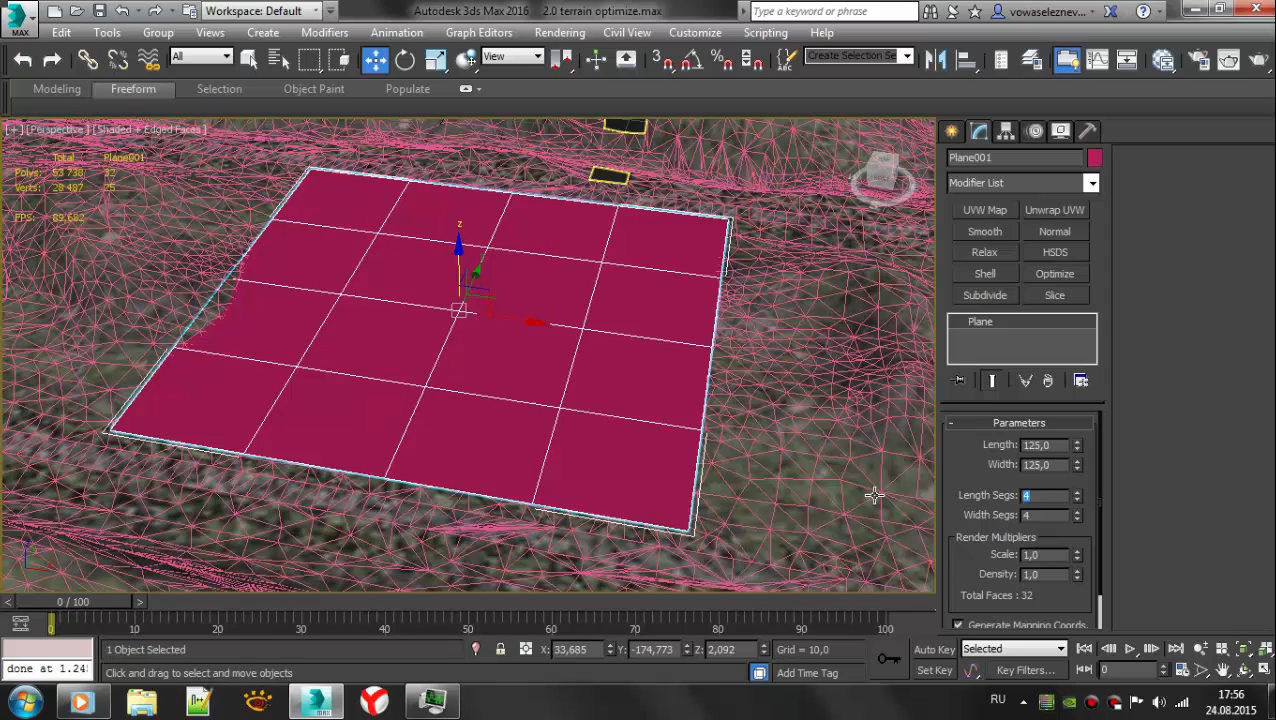 Workspace: Default
Autodesk 3ds Max 2016
2.0 terrain optimize.max
Type a keyword or phrase
vowaseleznev...
MAX
Edit
Tools
Group
Views
Create
Modifiers
Animation
Graph Editors
Rendering
Civil View
Customize
Scripting
Help
All
View
Create Selection Se
Modeling
Freeform
Selection
Object Paint
Populate
[+] [Perspective] [Shaded + Edged Faces]
Total
Plane001
Polys: 53 738
32
Verts: 28 487
25
FPS: 89,682
z
Plane001
Modifier List
UVW Map
Unwrap UVW
Smooth
Normal
Relax
HSDS
Shell
Optimize
Subdivide
Slice
Plane
- Parameters
Length: 125,0
Width: 125,0
Length Segs: 4
Width Segs: 4
Render Multipliers
Scale: 1,0
Density: 1,0
Total Faces : 32
Generate Mapping Coords.
< 0 / 100 >
0 10 20 30 40 50 60 70 80 90 100
1 Object Selected
X: 33,685
Y: -174,773
Z: 2,092
Grid = 10,0
Auto Key
Selected
done at 1.24
Click and drag to select and move objects
Add Time Tag
Set Key
Key Filters...
0
RU
17:56
24.08.2015